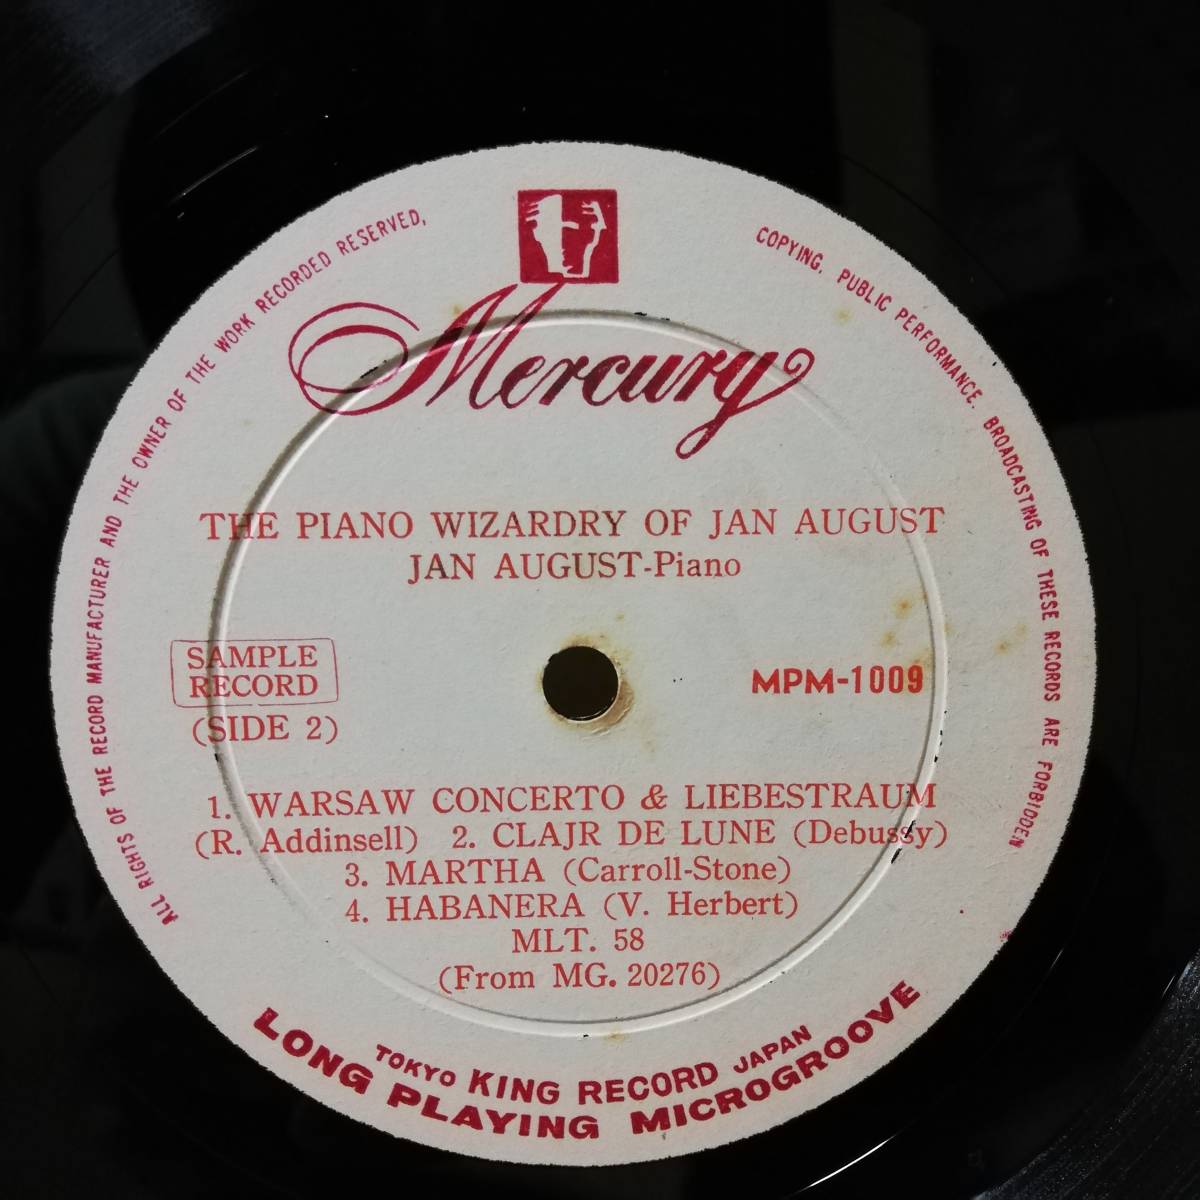 ALL RIGHTS OF THE RECORD MANUFACTURER AND THE OWNER OF THE WORK RECORDED RESERVED,
COPYING, PUBLIC PERFORMANCE, BROADCASTING OF THESE RECORDS ARE FORBIDDEN
Mercury
THE PIANO WIZARDRY OF JAN AUGUST
JAN AUGUST-Piano
SAMPLE
RECORD
(SIDE 2)
MPM-1009
1. WARSAW CONCERTO & LIEBESTRAUM
(R. Addinsell) 2. CLAJR DE LUNE (Debussy)
3. MARTHA (Carroll-Stone)
4. HABANERA (V. Herbert)
MLT. 58
(From MG. 20276)
TOKYO KING RECORD JAPAN
LONG PLAYING MICROGROOVE